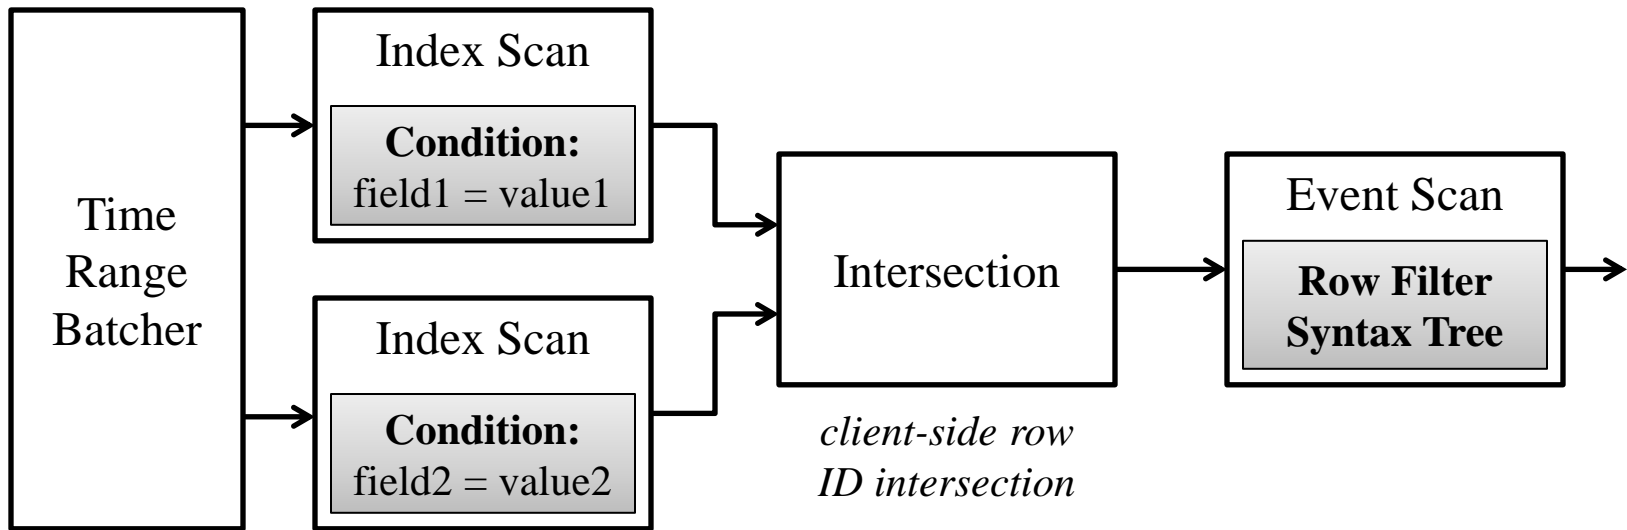 Time
Range
Batcher
Index Scan
Condition:
field1 = value1
Index Scan
Condition:
field2 = value2
Intersection
client-side row
ID intersection
Event Scan
Row Filter
Syntax Tree